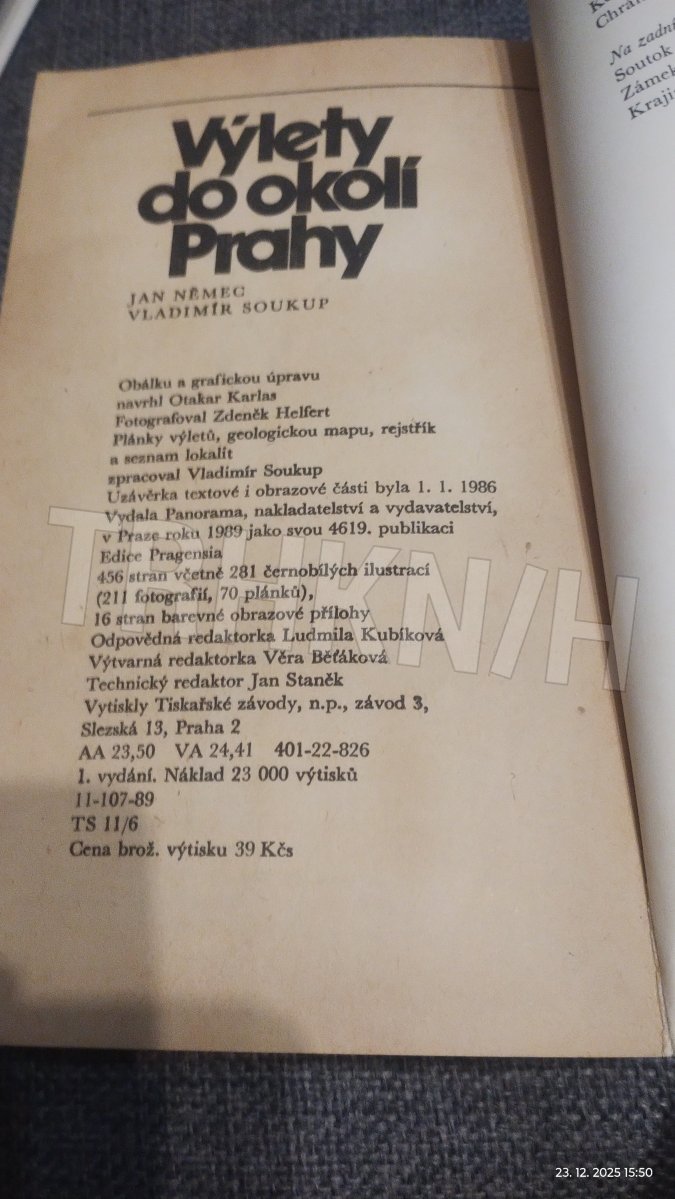 Výlety
do okolí
Prahy
JAN NĚMEC
VLADIMÍR SOUKUP
Obálku a grafickou úpravu
navrhl Otakar Karlas
Fotografoval Zdeněk Helfert
Plánky výletů, geologickou mapu, rejstřík
a seznam lokalit
zpracoval Vladimír Soukup
Uzávěrka textové i obrazové části byla 1. 1. 1986
Vydala Panorama, nakladatelství a vydavatelství,
v Praze roku 1989 jako svou 4619. publikaci
Edice Pragensia
456 stran včetně 281 černobílých ilustrací
(211 fotografií, 70 plánků),
16 stran barevné obrazové přílohy
Odpovědná redaktorka Ludmila Kubíková
Výtvarná redaktorka Věra Běťáková
Technický redaktor Jan Staněk
Vytiskly Tiskařské závody, n.p., závod 3,
Slezská 13, Praha 2
AA 23,50 VA 24,41 401-22-826
1. vydání. Náklad 23 000 výtisků
11-107-89
TS 11/6
Cena brož. výtisku 39 Kčs
Na zadní
Soutok
Zámek
23. 12. 2025 15:50